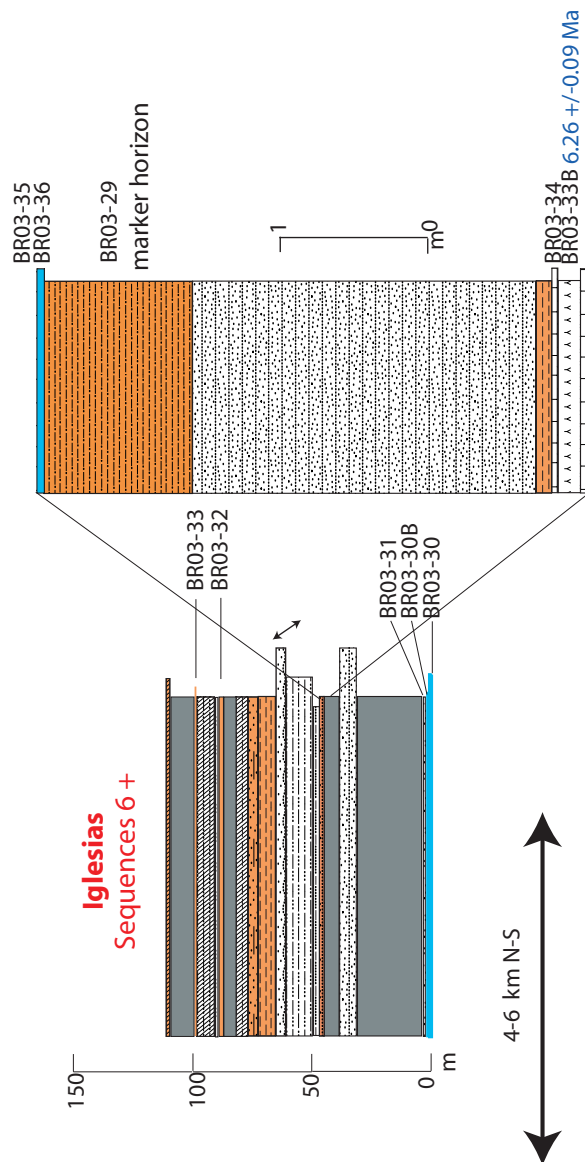 BR03-35
BR03-36
BR03-29
marker horizon
1
0
m
BR03-34
BR03-33B 6.26 +/-0.09 Ma
Iglesias
Sequences 6 +
BR03-33
BR03-32
BR03-31
BR03-30B
BR03-30
150
100
50
0
m
4-6 km N-S